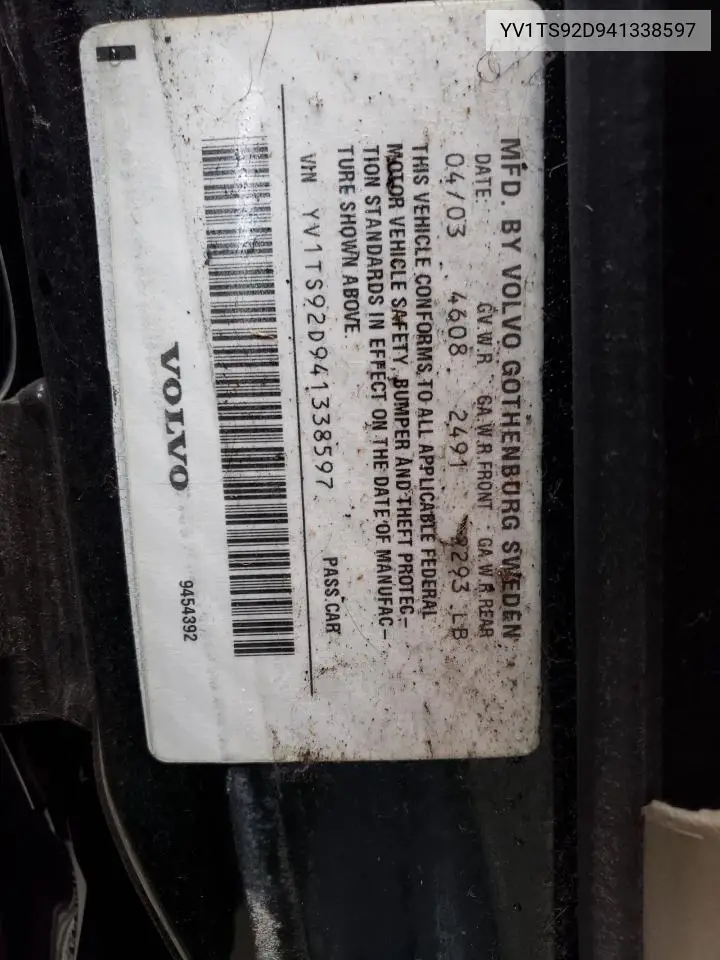 YV1TS92D941338597
MFD. BY VOLVO GOTHENBURG SWEDEN
DATE G.V.W.R G.A.W.R FRONT G.A.W.R REAR
04/03 4608 2491 2293 LB
THIS VEHICLE CONFORMS TO ALL APPLICABLE FEDERAL
MOTOR VEHICLE SAFETY, BUMPER AND THEFT PROTEC-
TION STANDARDS IN EFFECT ON THE DATE OF MANUFAC-
TURE SHOWN ABOVE.
VIN YV1TS92D941338597 PASS.CAR
VOLVO
9454392